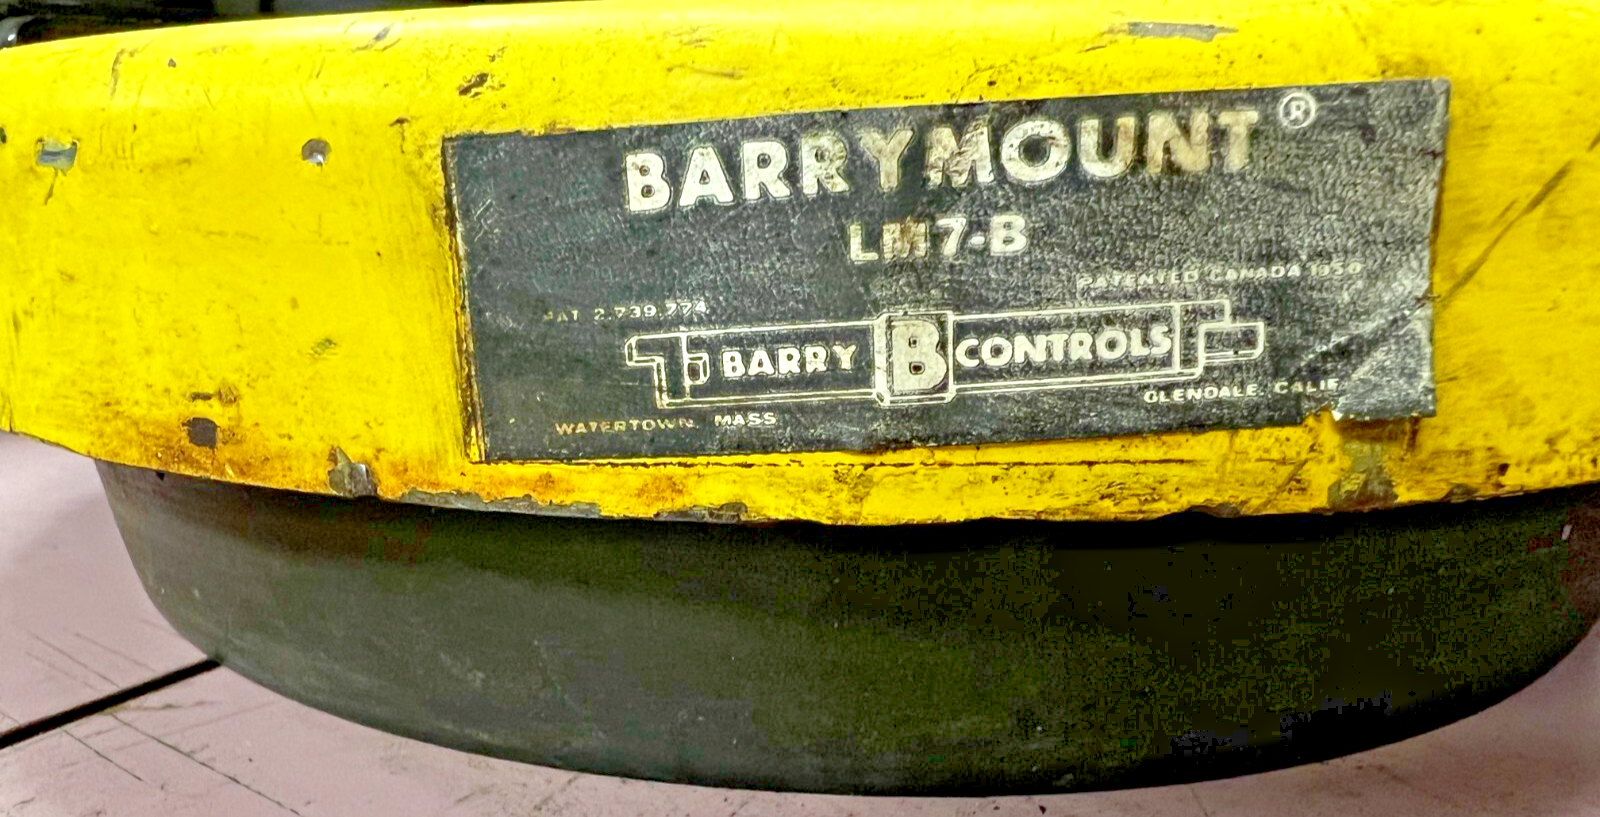 BARRYMOUNT®
LM7-B
PATENTED CANADA 1956
PAT 2,739,774
BARRY B CONTROLS
GLENDALE, CALIF.
WATERTOWN, MASS